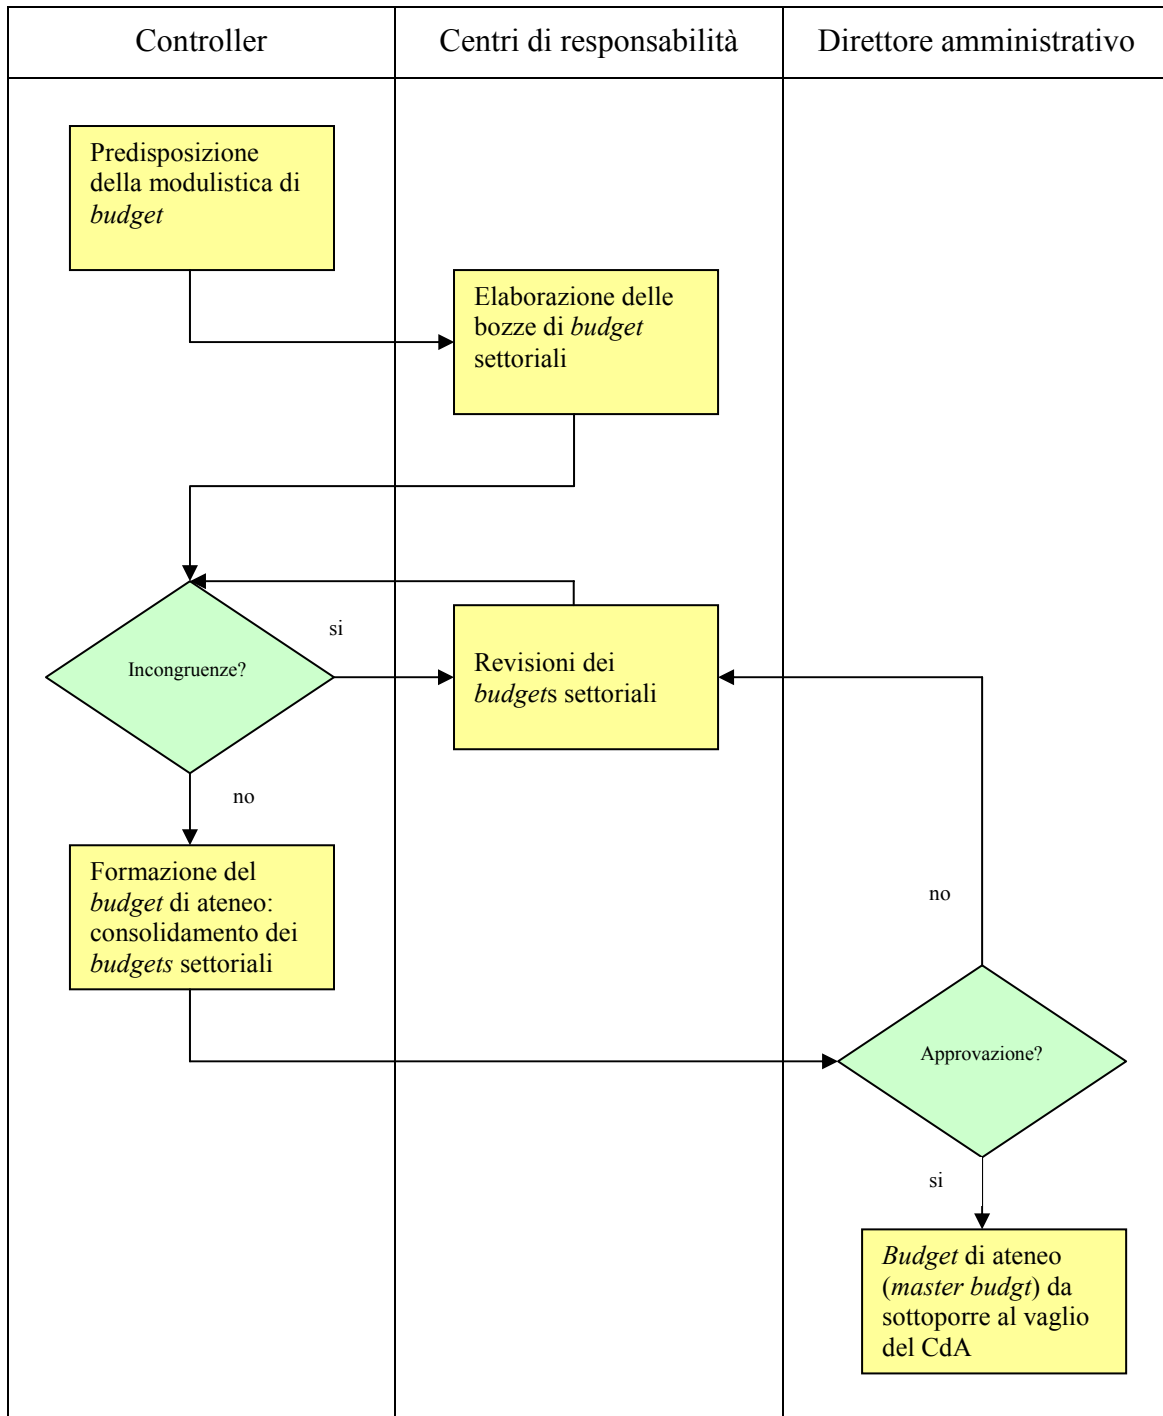 Controller
Centri di responsabilità
Direttore amministrativo
Predisposizione
della modulistica di
budget
Elaborazione delle
bozze di budget
settoriali
Incongruenze?
si
Revisioni dei
budgets settoriali
no
Formazione del
budget di ateneo:
consolidamento dei
budgets settoriali
no
Approvazione?
si
Budget di ateneo
(master budgt) da
sottoporre al vaglio
del CdA